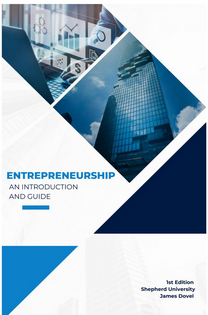 ENTREPRENEURSHIP
AN INTRODUCTION
AND GUIDE
1st Edition
Shepherd University
James Dovel